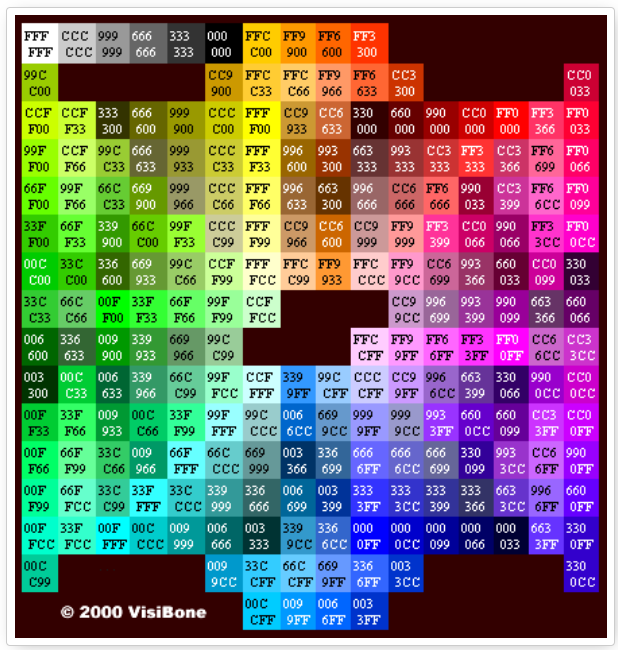 FFF CCC 999 666 333 000 FFC FF9 FF6 FF3
FFF CCC 999 666 333 000 C00 900 600 300
99C CC9 FFC FFC FF9 FF6 CC3 CC0
C00 900 C33 C66 966 633 300 033
CCF CCF 333 666 999 CCC FFF CC9 CC6 330 660 990 CC0 FF0 FF3 FF0
F00 F33 300 600 900 C00 F00 933 633 000 000 000 000 000 366 033
99F CCF 99C 666 999 CCC FFF 996 993 663 993 CC3 FF3 CC3 FF6 FF0
F00 F66 C33 633 933 C33 F33 600 300 333 333 333 333 366 699 066
66F 99F 66C 669 999 CCC FFF 996 663 996 CC6 FF6 990 CC3 FF6 FF0
F00 F66 C33 900 966 C66 F66 633 300 666 666 666 033 399 6CC 099
33F 66F 339 66C 99F CCC FFF CC9 CC6 CC9 FF9 FF3 CC0 990 FF3 FF0
F00 F33 900 C00 F33 C99 F99 966 600 999 999 399 066 066 3CC 0CC
00C 33C 336 669 99C CCF FFF FFC FF9 FFC FF9 CC6 993 660 CC0 330
C00 C00 600 933 C66 F99 FCC C99 933 CCC 9CC 699 366 033 099 033
33C 66C 00F 33F 66F 99F CCF CC9 996 993 990 663 660
C33 C66 F00 F33 F66 F99 FCC 9CC 699 399 099 366 066
006 336 009 339 669 99C FFC FF9 FF6 FF3 FF0 CC6 CC3
600 633 900 933 966 C99 CFF 9FF 6FF 3FF 0FF 6CC 3CC
003 00C 006 339 66C 99F CCF 339 99C CCC CC9 996 663 330 990 CC0
300 C33 633 966 C99 FCC FFF 9FF CFF CFF 9FF 6CC 399 066 0CC 0CC
00F 33F 009 00C 33F 99F 99C 006 669 999 999 993 660 660 CC3 CC0
F33 F66 933 C66 F99 FFF CCC 6CC 9CC 9FF 9CC 3FF 0CC 099 3FF 0FF
00F 66F 33C 009 66F 66C 669 003 336 666 666 666 330 993 CC6 990
F66 F99 C66 966 FFF CCC 999 366 699 6FF 6CC 699 099 3CC 6FF 0FF
00F 66F 33C 33F 33C 339 336 006 003 333 333 333 333 663 996 660
F99 FCC C99 FFF CCC 999 666 699 399 3FF 3CC 399 366 3CC 6FF 0FF
00F 33F 00F 00C 009 006 003 339 336 000 000 000 000 000 663 330
FCC FCC FFF CCC 999 666 333 9CC 6CC 0FF 0CC 099 066 033 3FF 0FF
00C 009 33C 66C 669 336 003 330
C99 9CC CFF CFF 9FF 6FF 3CC 0CC
00C 009 006 003
CFF 9FF 6FF 3FF
© 2000 VisiBone